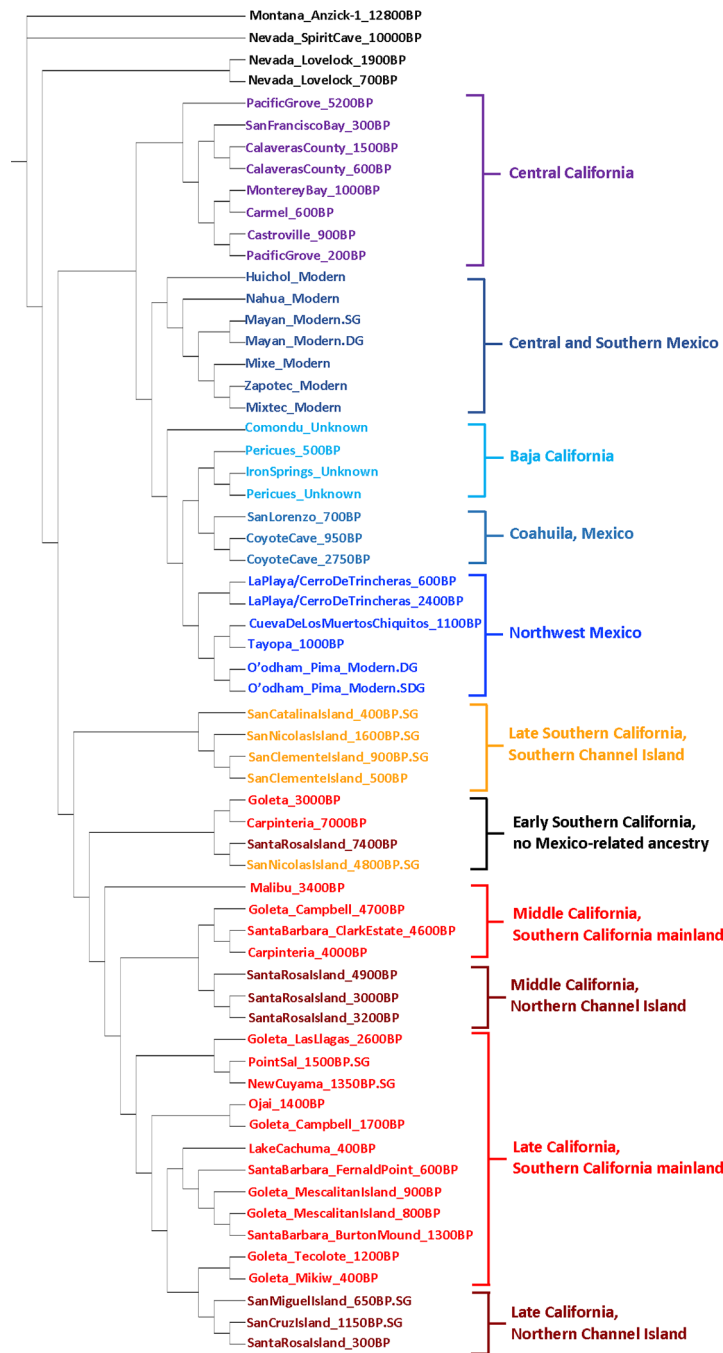 Montana_Anzick-1_12800BP
Nevada_SpiritCave_10000BP
Nevada_Lovelock_1900BP
Nevada_Lovelock_700BP
PacificGrove_5200BP
SanFranciscoBay_300BP
CalaverasCounty_1500BP
CalaverasCounty_600BP
MontereyBay_1000BP
Carmel_600BP
Castroville_900BP
PacificGrove_200BP
Central California
Huichol_Modern
Nahua_Modern
Mayan_Modern.SG
Mayan_Modern.DG
Mixe_Modern
Zapotec_Modern
Mixtec_Modern
Central and Southern Mexico
Comondu_Unknown
Pericues_500BP
IronSprings_Unknown
Pericues_Unknown
Baja California
SanLorenzo_700BP
CoyoteCave_950BP
CoyoteCave_2750BP
Coahuila, Mexico
LaPlaya/CerroDeTrincheras_600BP
LaPlaya/CerroDeTrincheras_2400BP
CuevaDeLosMuertosChiquitos_1100BP
Tayopa_1000BP
O'odham_Pima_Modern.DG
O'odham_Pima_Modern.SDG
Northwest Mexico
SanCatalinaIsland_400BP.SG
SanNicolasIsland_1600BP.SG
SanClementeIsland_900BP.SG
SanClementeIsland_500BP
Late Southern California,
Southern Channel Island
Goleta_3000BP
Carpinteria_7000BP
SantaRosaIsland_7400BP
SanNicolasIsland_4800BP.SG
Early Southern California,
no Mexico-related ancestry
Malibu_3400BP
Goleta_Campbell_4700BP
SantaBarbara_ClarkEstate_4600BP
Carpinteria_4000BP
Middle California,
Southern California mainland
SantaRosaIsland_4900BP
SantaRosaIsland_3000BP
SantaRosaIsland_3200BP
Middle California,
Northern Channel Island
Goleta_LasLlagas_2600BP
PointSal_1500BP.SG
NewCuyama_1350BP.SG
Ojai_1400BP
Goleta_Campbell_1700BP
LakeCachuma_400BP
SantaBarbara_FernaldPoint_600BP
Goleta_MescalitanIsland_900BP
Goleta_MescalitanIsland_800BP
SantaBarbara_BurtonMound_1300BP
Goleta_Tecolote_1200BP
Goleta_Mikiw_400BP
Late California,
Southern California mainland
SanMiguelIsland_650BP.SG
SanCruzIsland_1150BP.SG
SantaRosaIsland_300BP
Late California,
Northern Channel Island